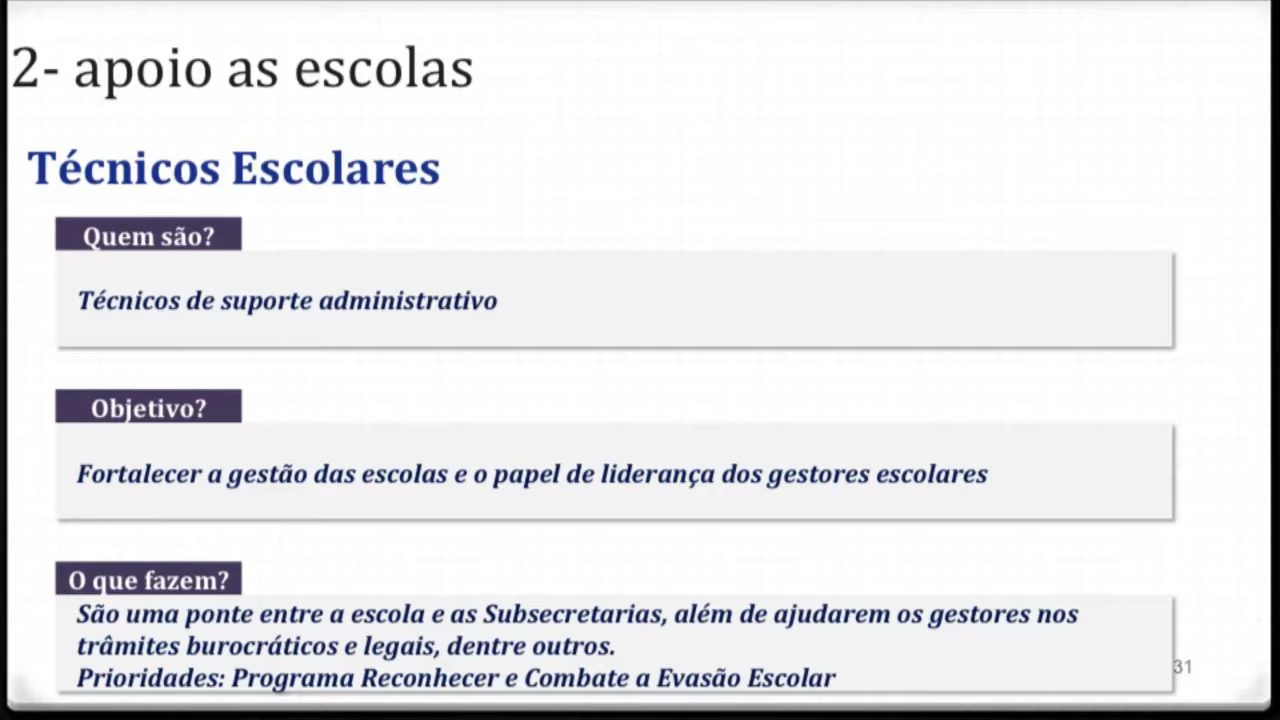 2- apoio as escolas
Técnicos Escolares
Quem são?
Técnicos de suporte administrativo
Objetivo?
Fortalecer a gestão das escolas e o papel de liderança dos gestores escolares
O que fazem?
São uma ponte entre a escola e as Subsecretarias, além de ajudarem os gestores nos
trâmites burocráticos e legais, dentre outros.
Prioridades: Programa Reconhecer e Combate a Evasão Escolar
31